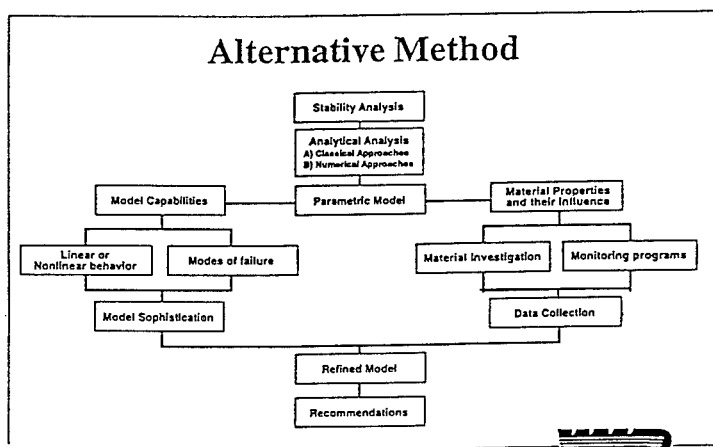 Alternative Method
Stability Analysis
Analytical Analysis
A) Classical Approaches
B) Numerical Approaches
Model Capabilities
Parametric Model
Material Properties
and their Influence
Linear or
Nonlinear behavior
Modes of failure
Material Investigation
Monitoring programs
Model Sophistication
Data Collection
Refined Model
Recommendations